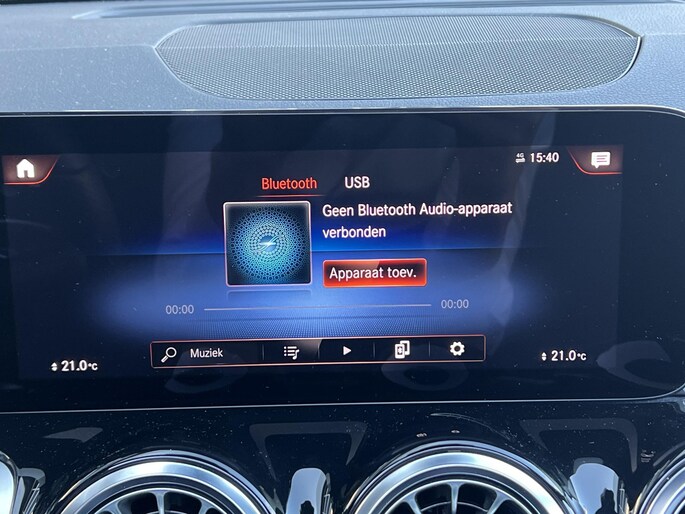 4G 15:40
Bluetooth USB
Geen Bluetooth Audio-apparaat
verbonden
Apparaat toev.
00:00 00:00
Muziek
21.0°C 21.0°C